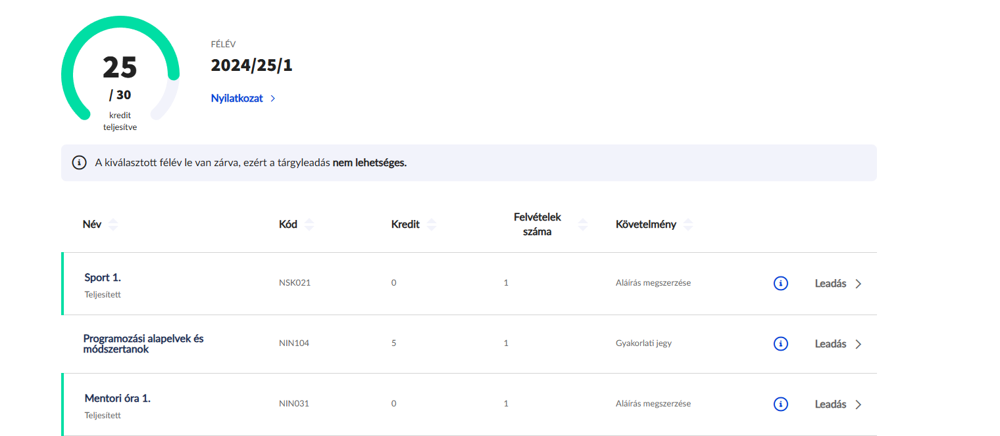 25
/ 30
kredit
teljesítve
FÉLÉV
2024/25/1
Nyilatkozat
A kiválasztott félév le van zárva, ezért a tárgyleadás nem lehetséges.
Név Kód Kredit Felvételek száma Követelmény
Sport 1. NSK021 0 1 Aláírás megszerzése Leadás
Teljesített
Programozási alapelvek és
módszertanok NIN104 5 1 Gyakorlati jegy Leadás
Mentori óra 1. NIN031 0 1 Aláírás megszerzése Leadás
Teljesített